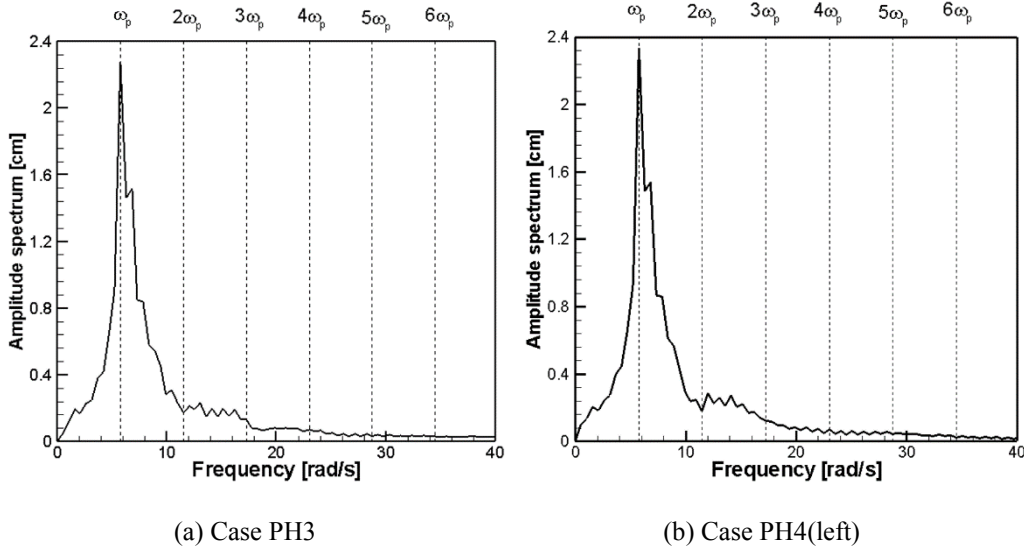 ωp 2ωp 3ωp 4ωp 5ωp 6ωp
2.4
2
1.6
1.2
0.8
0.4
0
Amplitude spectrum [cm]
0 10 20 30 40
Frequency [rad/s]
(a) Case PH3
ωp 2ωp 3ωp 4ωp 5ωp 6ωp
2.4
2
1.6
1.2
0.8
0.4
0
Amplitude spectrum [cm]
0 10 20 30 40
Frequency [rad/s]
(b) Case PH4(left)